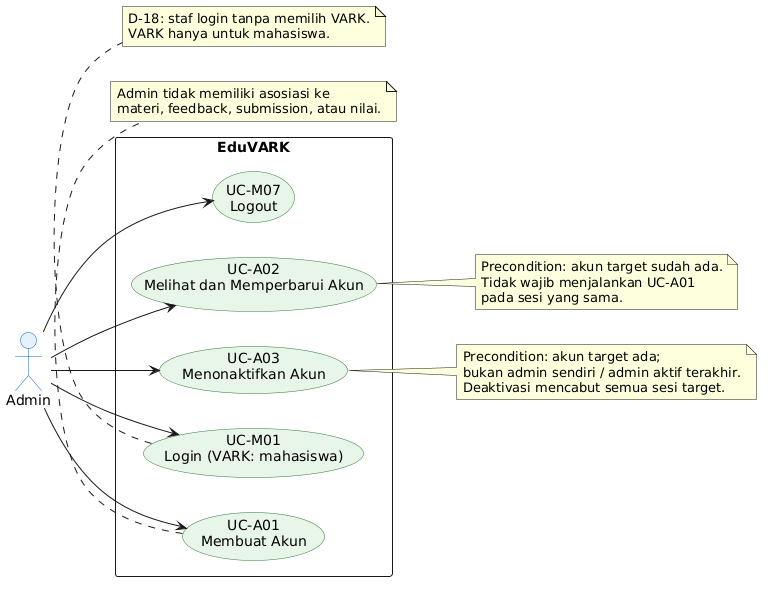 D-18: staf login tanpa memilih VARK.
VARK hanya untuk mahasiswa.
Admin tidak memiliki asosiasi ke
materi, feedback, submission, atau nilai.
EduVARK
UC-M07
Logout
UC-A02
Melihat dan Memperbarui Akun
Precondition: akun target sudah ada.
Tidak wajib menjalankan UC-A01
pada sesi yang sama.
UC-A03
Menonaktifkan Akun
Precondition: akun target ada;
bukan admin sendiri / admin aktif terakhir.
Deaktivasi mencabut semua sesi target.
Admin
UC-M01
Login (VARK: mahasiswa)
UC-A01
Membuat Akun